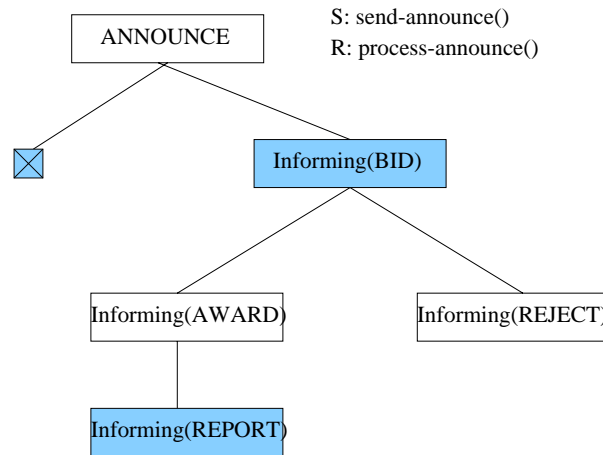 S: send-announce()
ANNOUNCE
R: process-announce()
Informing(BID)
Informing(AWARD)
Informing(REJECT)
Informing(REPORT)